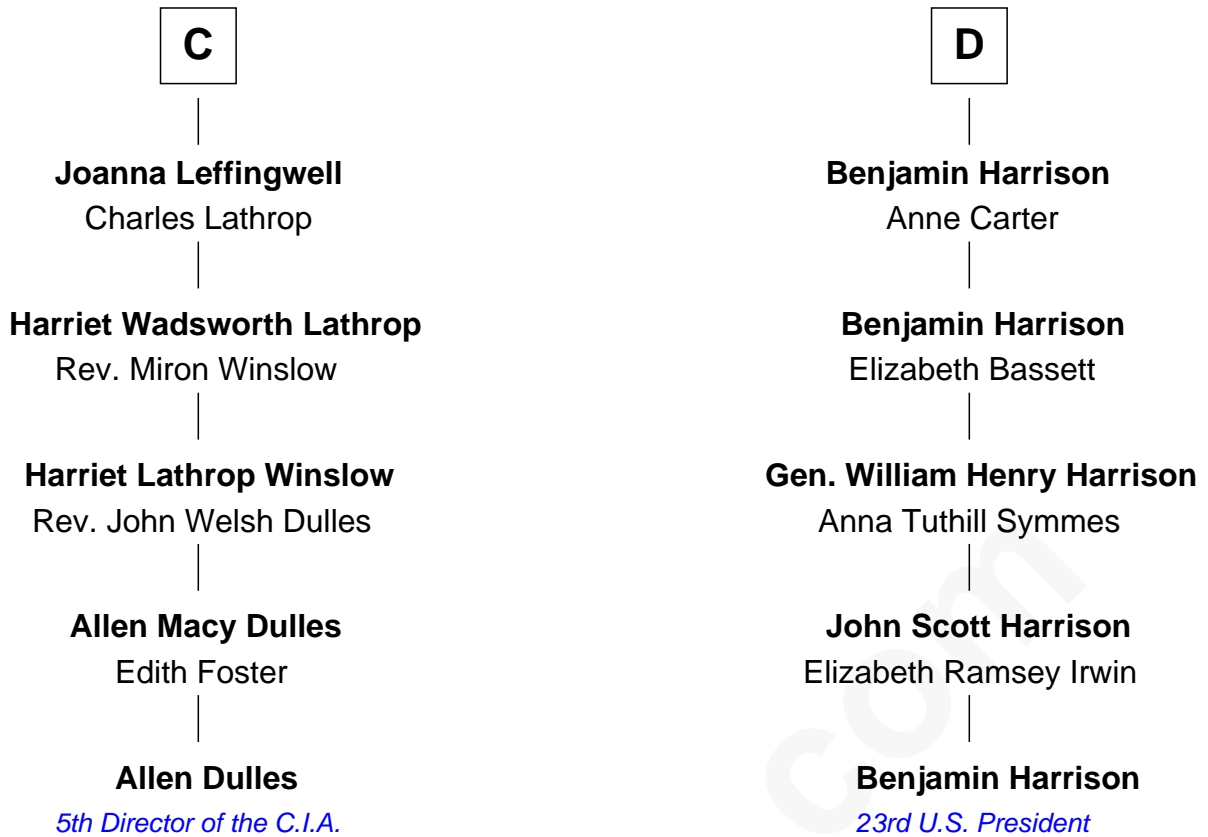 C
Joanna Leffingwell
Charles Lathrop
Harriet Wadsworth Lathrop
Rev. Miron Winslow
Harriet Lathrop Winslow
Rev. John Welsh Dulles
Allen Macy Dulles
Edith Foster
Allen Dulles
5th Director of the C.I.A.
D
Benjamin Harrison
Anne Carter
Benjamin Harrison
Elizabeth Bassett
Gen. William Henry Harrison
Anna Tuthill Symmes
John Scott Harrison
Elizabeth Ramsey Irwin
Benjamin Harrison
23rd U.S. President
com